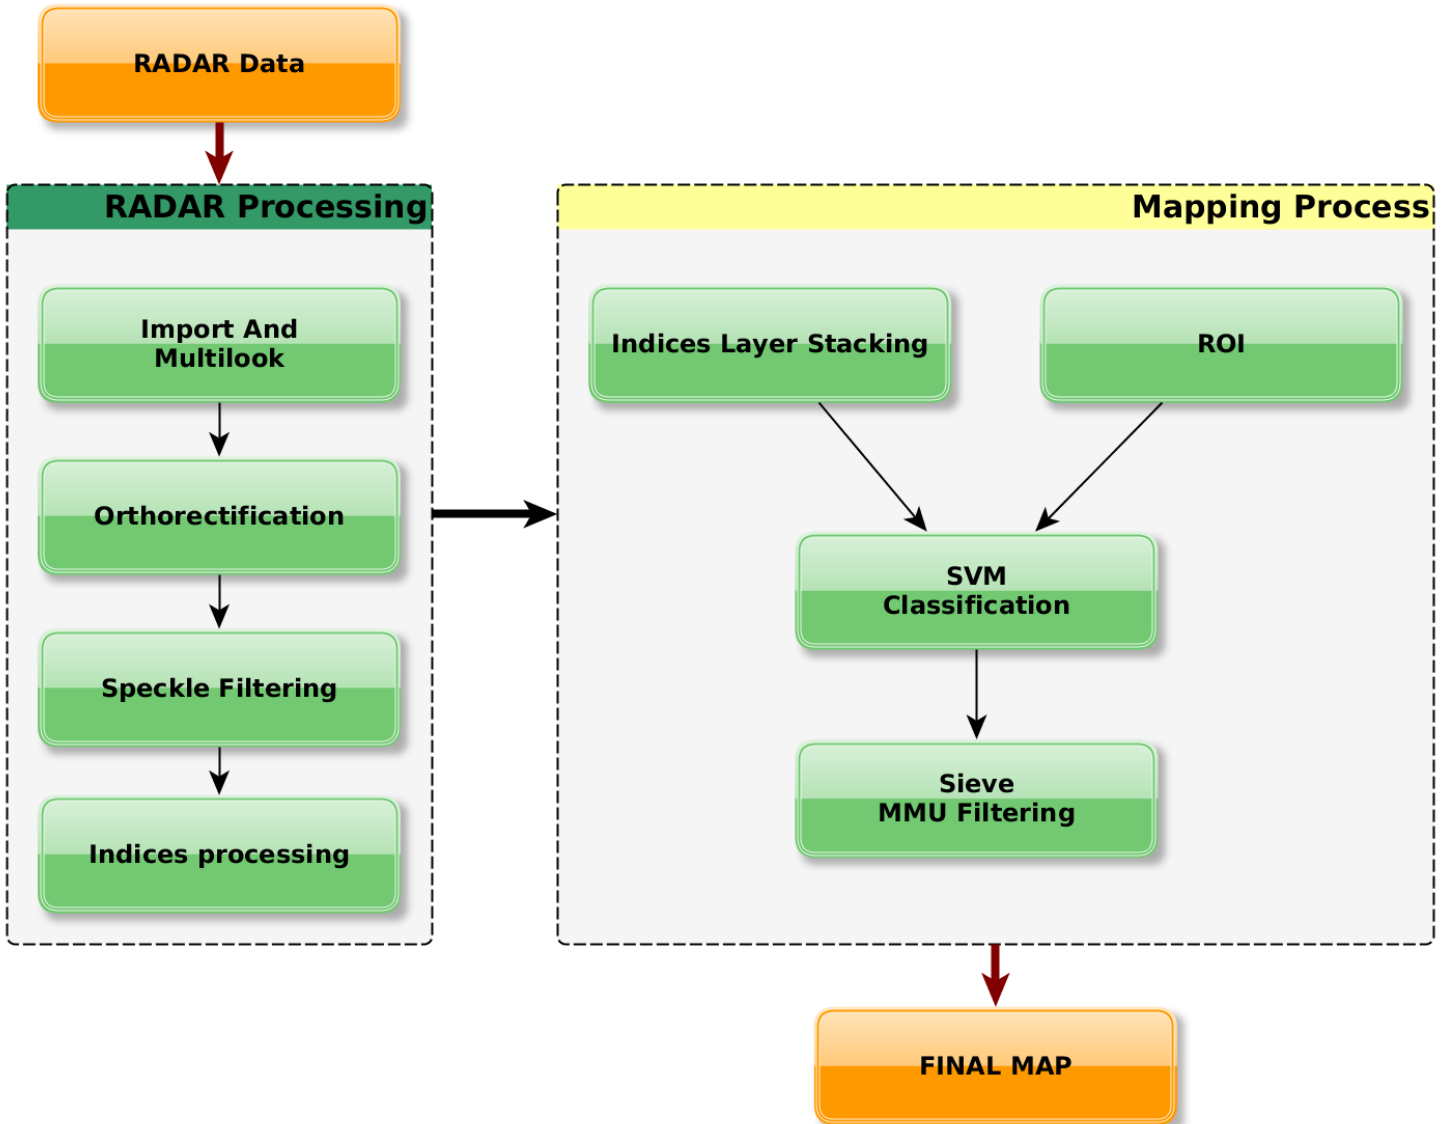 RADAR Data
RADAR Processing
Import And
Multilook
Orthorectification
Speckle Filtering
Indices processing
Mapping Process
Indices Layer Stacking
ROI
SVM
Classification
Sieve
MMU Filtering
FINAL MAP